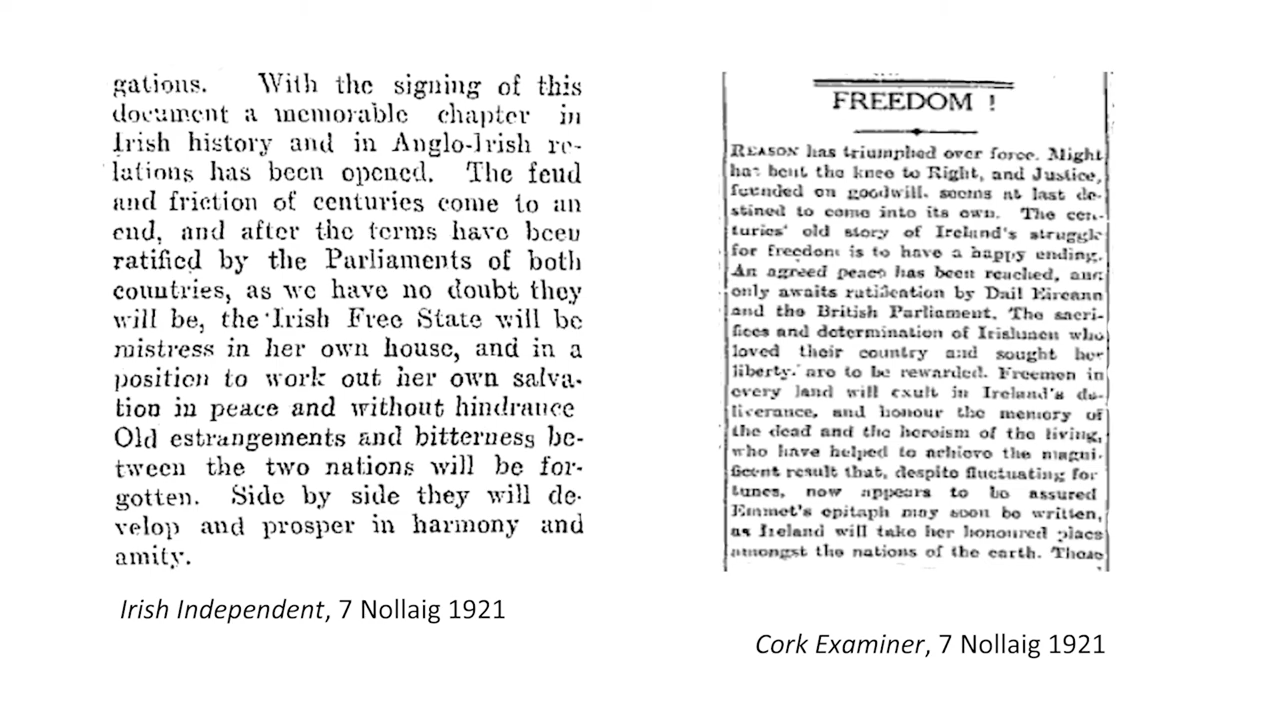 gations. With the signing of this
document a memorable chapter in
Irish history and in Anglo-Irish re-
lations has been opened. The feud
and friction of centuries come to an
end, and after the terms have been
ratified by the Parliaments of both
countries, as we have no doubt they
will be, the Irish Free State will be
mistress in her own house, and in a
position to work out her own salva-
tion in peace and without hindrance
Old estrangements and bitterness be-
tween the two nations will be for-
gotten. Side by side they will de-
velop and prosper in harmony and
amity.
Irish Independent, 7 Nollaig 1921
FREEDOM !
REASON has triumphed over force. Might
has bent the knee to Right, and Justice,
founded on goodwill, seems at last de-
stined to come into its own. The cen-
turies' old story of Ireland's struggle
for freedom is to have a happy ending.
An agreed peace has been reached, and
only awaits ratification by Dail Eireann
and the British Parliament. The sacri-
fices and determination of Irishmen who
loved their country and sought her
liberty, are to be rewarded. Freemen in
every land will exult in Ireland's de-
liverance, and honour the memory of
the dead and the heroism of the living,
who have helped to achieve the magni-
ficent result that, despite fluctuating for
tunes, now appears to be assured
Emmet's epitaph may soon be written,
as Ireland will take her honoured place
amongst the nations of the earth. Those
Cork Examiner, 7 Nollaig 1921